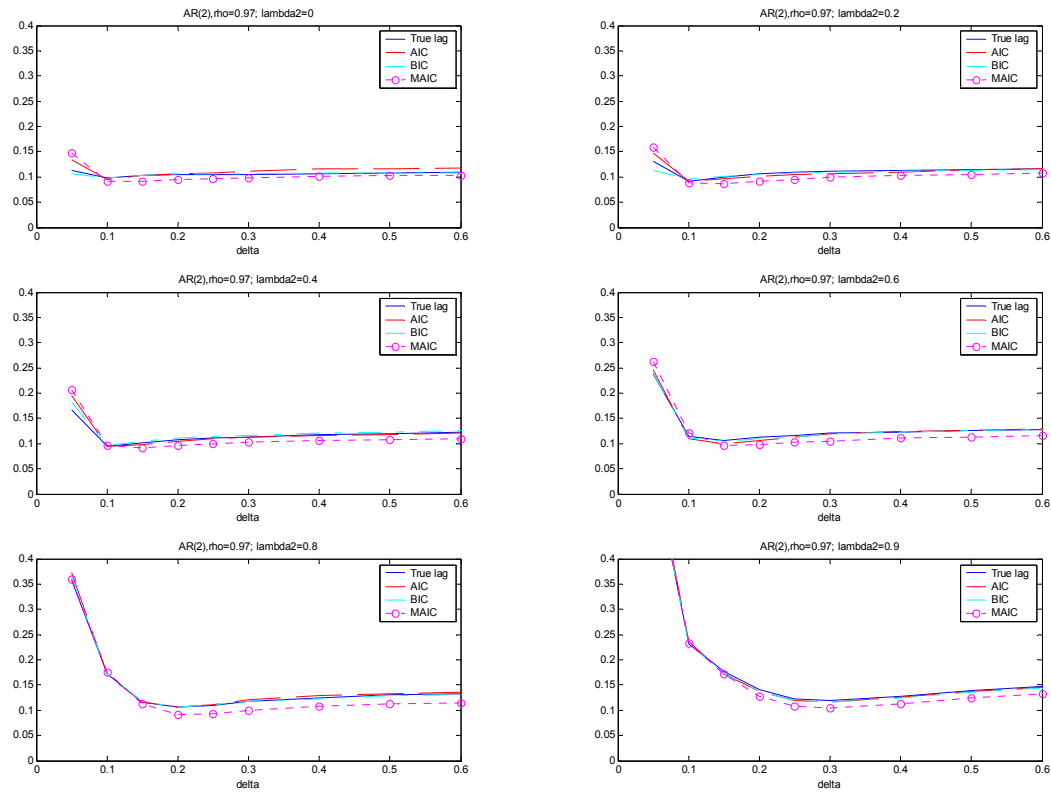 AR(2),rho=0.97; lambda2=0
0.4
0.35
0.3
0.25
0.2
0.15
0.1
0.05
0
0 0.1 0.2 0.3 0.4 0.5 0.6
delta
True lag
AIC
BIC
MAIC
AR(2),rho=0.97; lambda2=0.2
0.4
0.35
0.3
0.25
0.2
0.15
0.1
0.05
0
0 0.1 0.2 0.3 0.4 0.5 0.6
delta
True lag
AIC
BIC
MAIC
AR(2),rho=0.97; lambda2=0.4
0.4
0.35
0.3
0.25
0.2
0.15
0.1
0.05
0
0 0.1 0.2 0.3 0.4 0.5 0.6
delta
True lag
AIC
BIC
MAIC
AR(2),rho=0.97; lambda2=0.6
0.4
0.35
0.3
0.25
0.2
0.15
0.1
0.05
0
0 0.1 0.2 0.3 0.4 0.5 0.6
delta
True lag
AIC
BIC
MAIC
AR(2),rho=0.97; lambda2=0.8
0.4
0.35
0.3
0.25
0.2
0.15
0.1
0.05
0
0 0.1 0.2 0.3 0.4 0.5 0.6
delta
True lag
AIC
BIC
MAIC
AR(2),rho=0.97; lambda2=0.9
0.4
0.35
0.3
0.25
0.2
0.15
0.1
0.05
0
0 0.1 0.2 0.3 0.4 0.5 0.6
delta
True lag
AIC
BIC
MAIC